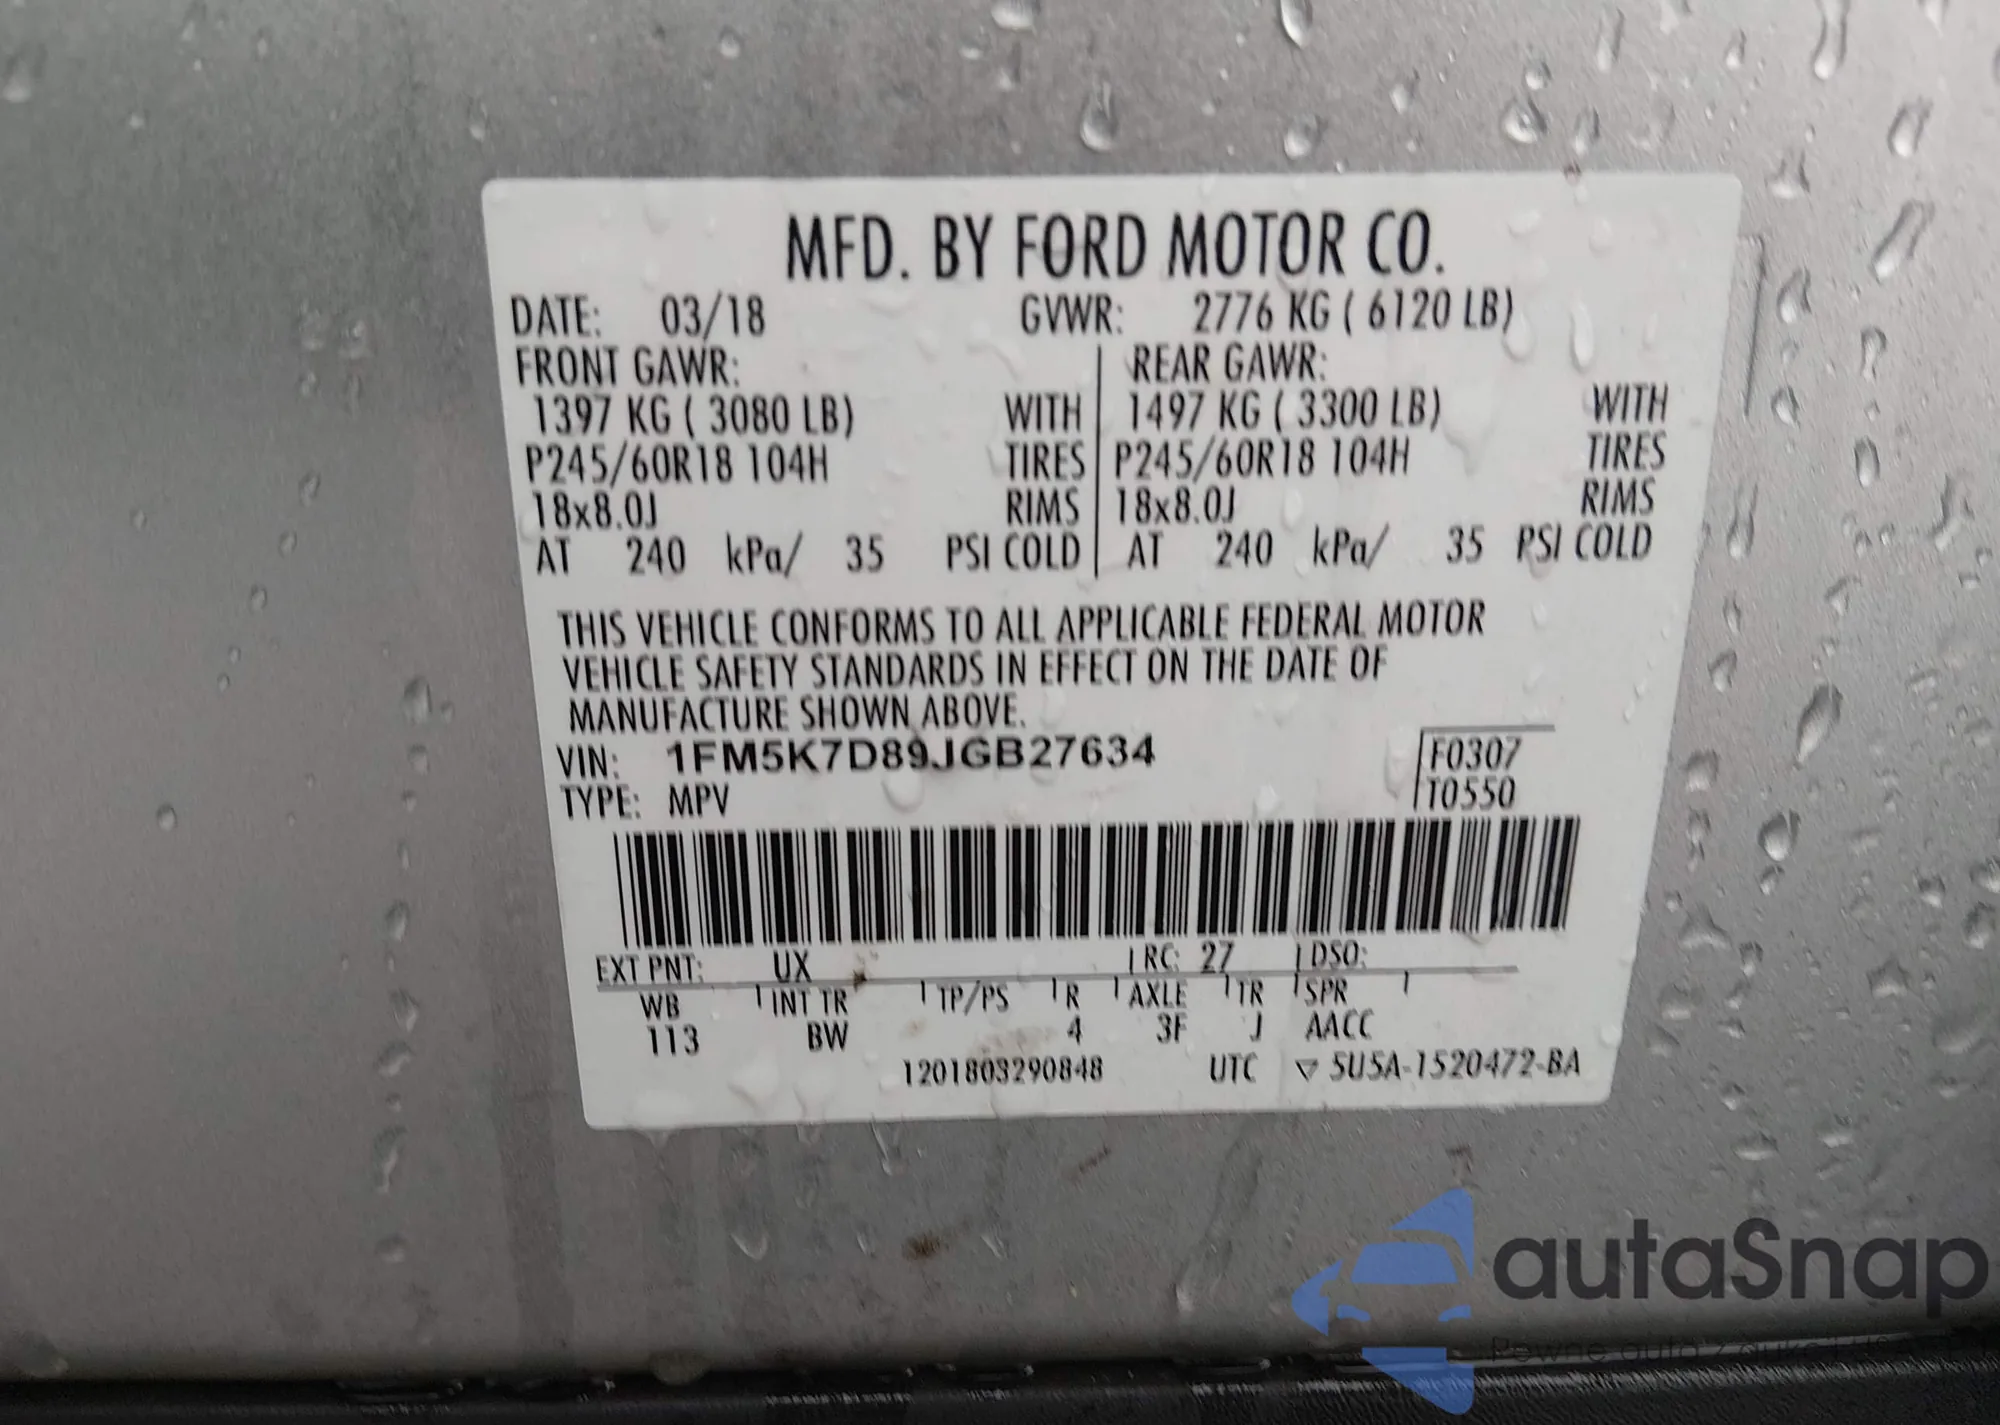 MFD. BY FORD MOTOR CO.
DATE: 03/18 GVWR: 2776 KG ( 6120 LB)
FRONT GAWR: REAR GAWR:
1397 KG ( 3080 LB) WITH 1497 KG ( 3300 LB) WITH
P245/60R18 104H TIRES P245/60R18 104H TIRES
18x8.0J RIMS 18x8.0J RIMS
AT 240 kPa/ 35 PSI COLD AT 240 kPa/ 35 PSI COLD
THIS VEHICLE CONFORMS TO ALL APPLICABLE FEDERAL MOTOR
VEHICLE SAFETY STANDARDS IN EFFECT ON THE DATE OF
MANUFACTURE SHOWN ABOVE.
VIN: 1FM5K7D89JGB27634 F0307
TYPE: MPV T0550
EXT PNT: UX RC: 27 DSO:
WB INT TR TP/PS R AXLE TR SPR
113 BW 4 3F J AACC
1201803290848 UTC ▽ 5U5A-1520472-BA
autaSnap
Pewne auta z